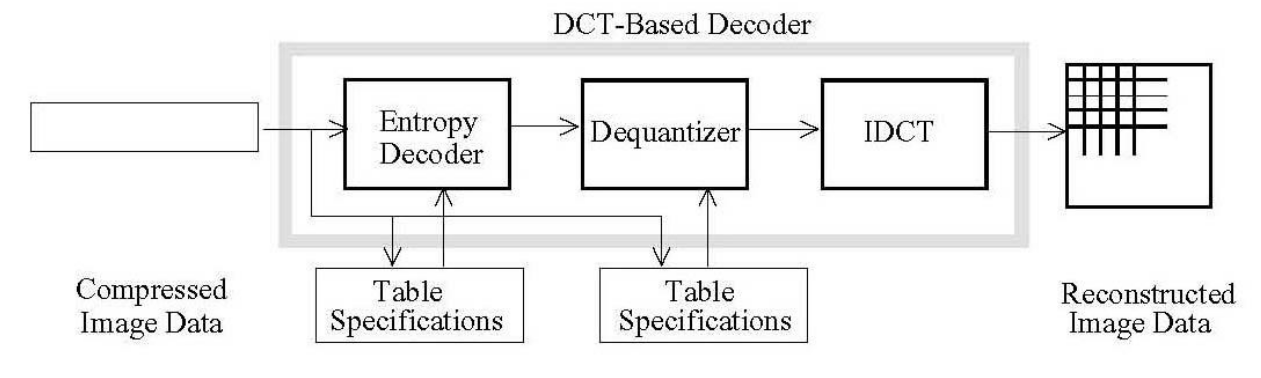 DCT-Based Decoder
Entropy
Decoder
Dequantizer
IDCT
Table
Specifications
Table
Specifications
Compressed
Image Data
Reconstructed
Image Data